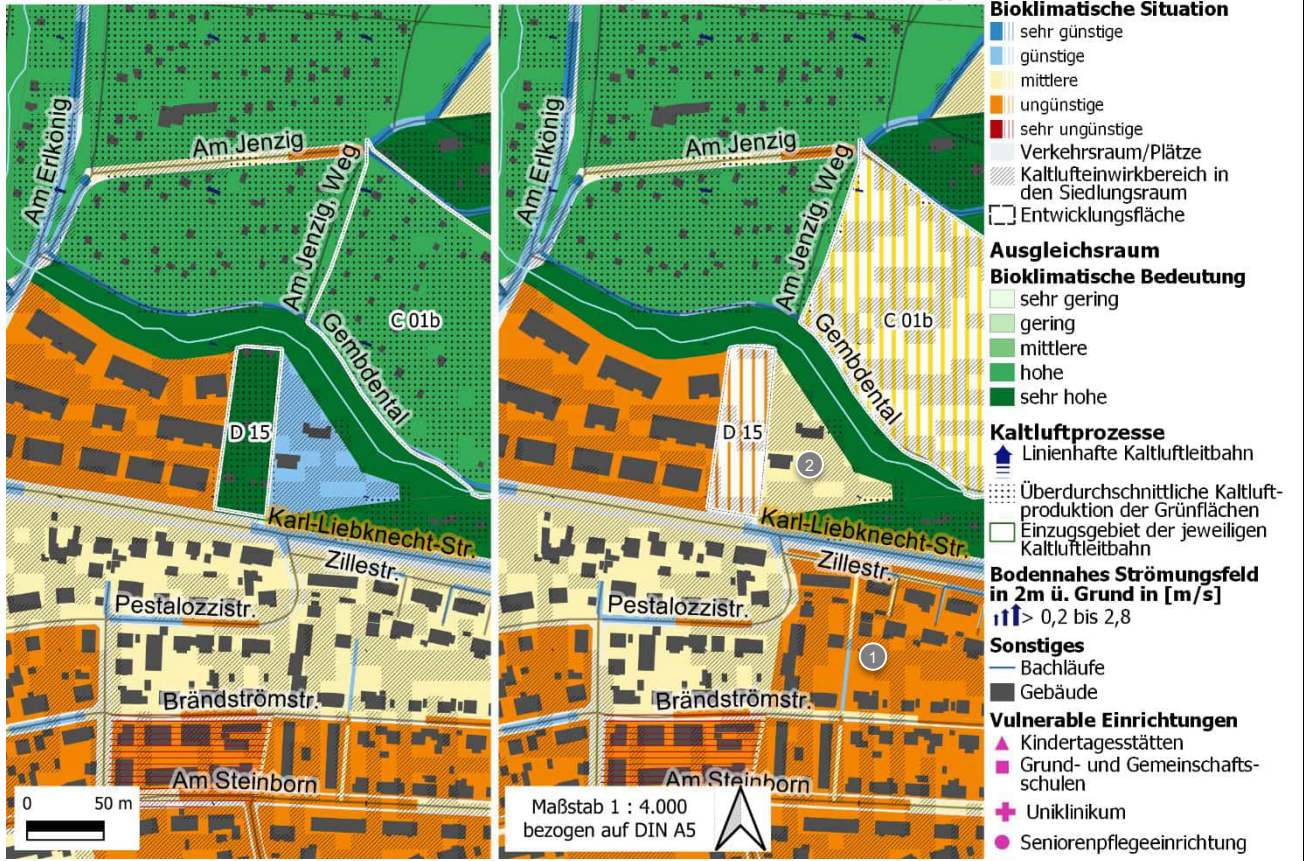 Am Erlkönig
Am Jenzig
Am Jenzig, Weg
C 01b
Gembdental
D 15
Karl-Liebknecht-Str.
Zillestr.
Pestalozzistr.
Brändströmstr.
Am Steinborn
0 50 m
Am Erlkönig
Am Jenzig
Am Jenzig, Weg
C 01b
Gembdental
D 15
2
Karl-Liebknecht-Str.
Zillestr.
Pestalozzistr.
1
Brändströmstr.
Am Steinborn
Maßstab 1 : 4.000
bezogen auf DIN A5
Bioklimatische Situation
sehr günstige
günstige
mittlere
ungünstige
sehr ungünstige
Verkehrsraum/Plätze
Kaltlufteinwirkbereich in
den Siedlungsraum
Entwicklungsfläche
Ausgleichsraum
Bioklimatische Bedeutung
sehr gering
gering
mittlere
hohe
sehr hohe
Kaltluftprozesse
Linienhafte Kaltluftleitbahn
Überdurchschnittliche Kaltluft-
produktion der Grünflächen
Einzugsgebiet der jeweiligen
Kaltluftleitbahn
Bodennahes Strömungsfeld
in 2m ü. Grund in [m/s]
> 0,2 bis 2,8
Sonstiges
Bachläufe
Gebäude
Vulnerable Einrichtungen
Kindertagesstätten
Grund- und Gemeinschafts-
schulen
Uniklinikum
Seniorenpflegeeinrichtung